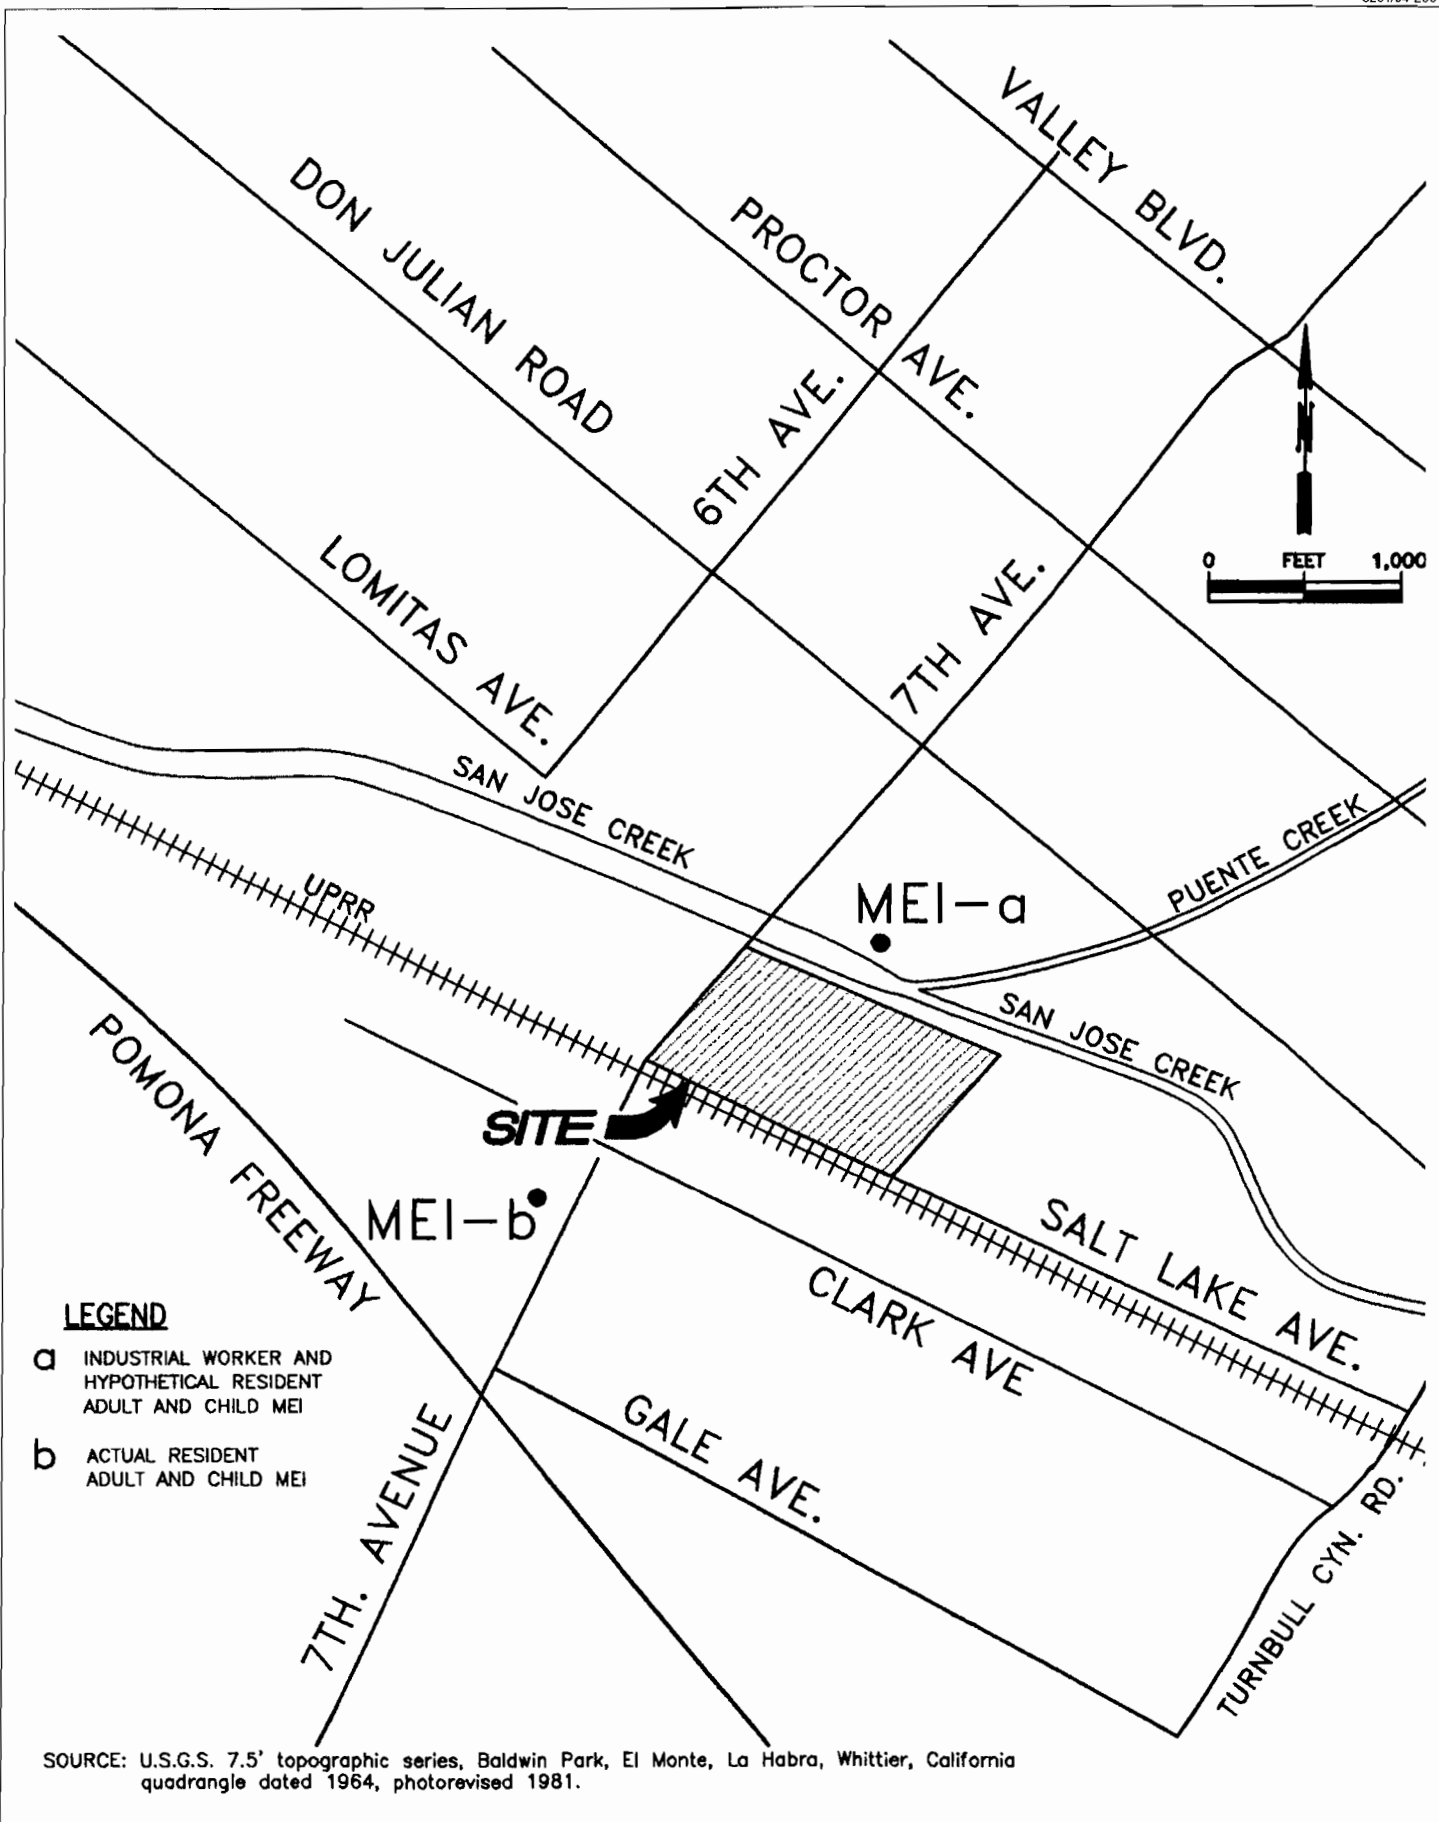 VALLEY BLVD.
DON JULIAN ROAD
PROCTOR AVE.
6TH AVE.
N
0 FEET 1,000
LOMITAS AVE.
7TH AVE.
SAN JOSE CREEK
PUENTE CREEK
UPRR
MEI-a
SAN JOSE CREEK
POMONA FREEWAY
SITE
MEI-b
SALT LAKE AVE.
CLARK AVE
GALE AVE.
7TH. AVENUE
TURNBULL CYN. RD.
LEGEND
a INDUSTRIAL WORKER AND
HYPOTHETICAL RESIDENT
ADULT AND CHILD MEI
b ACTUAL RESIDENT
ADULT AND CHILD MEI
SOURCE: U.S.G.S. 7.5' topographic series, Baldwin Park, El Monte, La Habra, Whittier, California
quadrangle dated 1964, photorevised 1981.